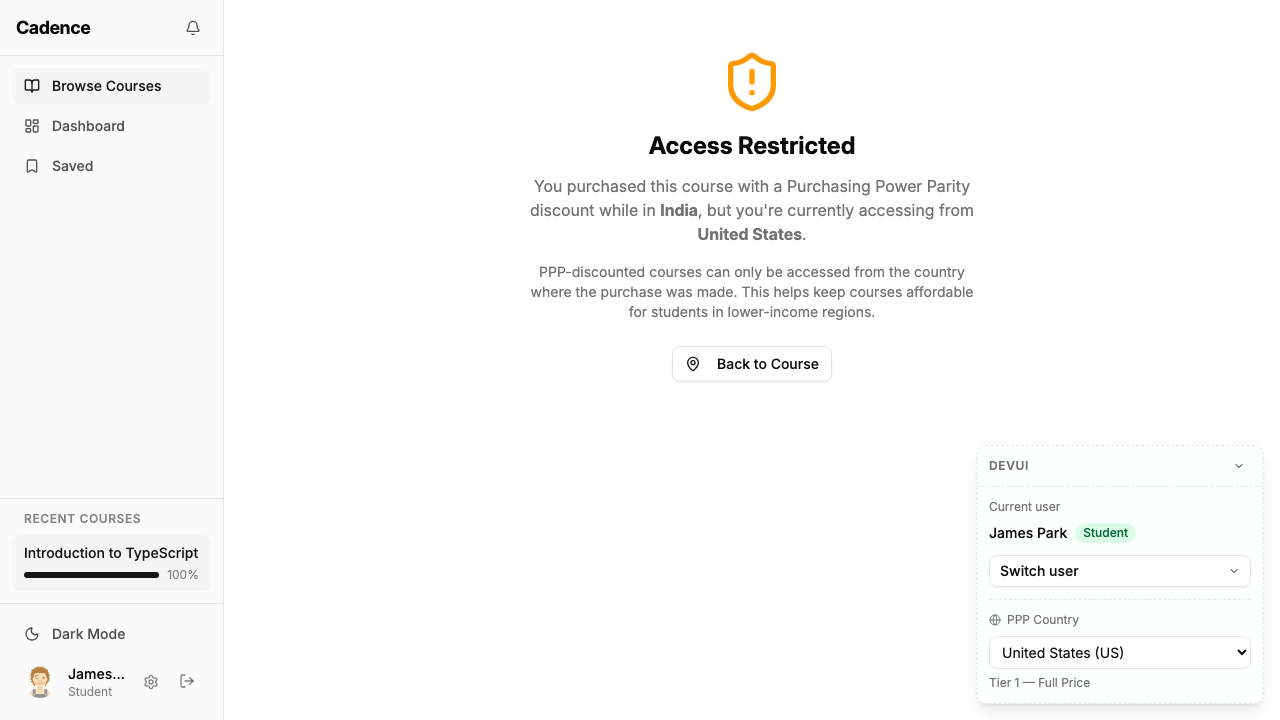 Cadence
Browse Courses
Dashboard
Saved
RECENT COURSES
Introduction to TypeScript
100%
Dark Mode
James...
Student
Access Restricted
You purchased this course with a Purchasing Power Parity
discount while in India, but you're currently accessing from
United States.
PPP-discounted courses can only be accessed from the country
where the purchase was made. This helps keep courses affordable
for students in lower-income regions.
Back to Course
DEVUI
Current user
James Park Student
Switch user
PPP Country
United States (US)
Tier 1 — Full Price